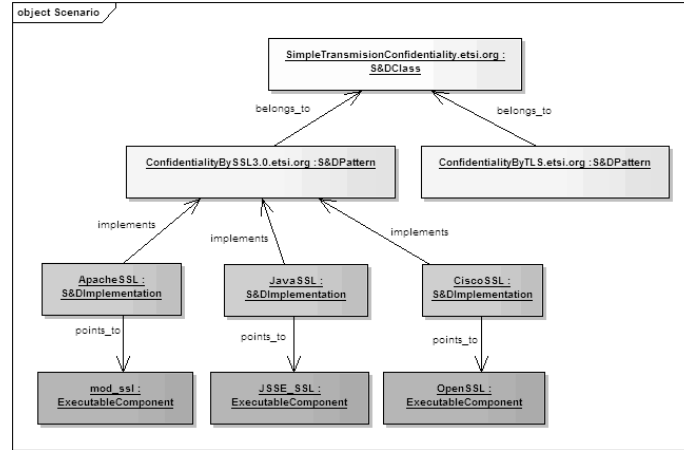 object Scenario
SimpleTransmisionConfidentiality.etsi.org :
S&DClass
belongs_to
belongs_to
ConfidentialityBySSL3.0.etsi.org :S&DPattern
ConfidentialityByTLS.etsi.org :S&DPattern
implements
implements
implements
ApacheSSL :
S&DImplementation
JavaSSL :
S&DImplementation
CiscoSSL :
S&DImplementation
points_to
points_to
points_to
mod_ssl :
ExecutableComponent
JSSE_SSL :
ExecutableComponent
OpenSSL :
ExecutableComponent